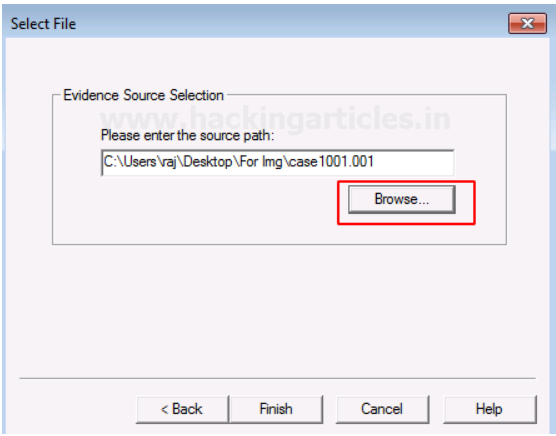 Select File
Evidence Source Selection
www.hackingarticles.in
Please enter the source path:
C:\Users\raj\Desktop\For Img\case1001.001
Browse...
< Back Finish Cancel Help